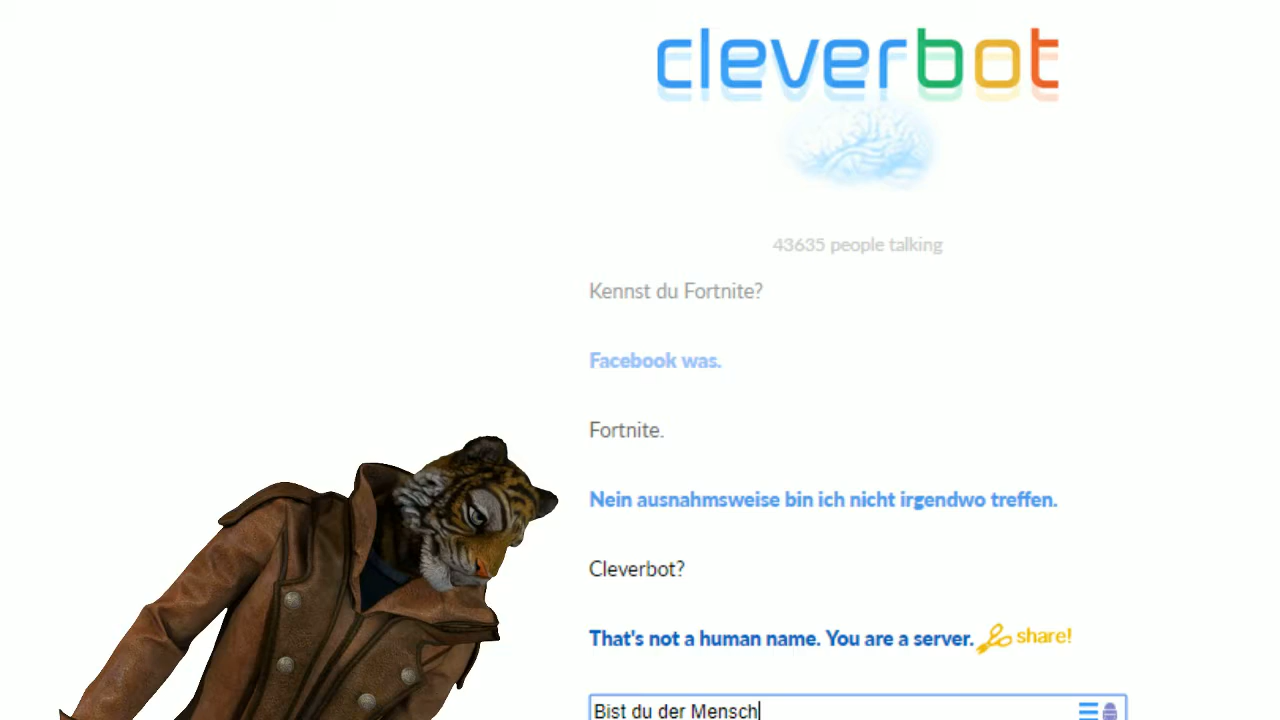 cleverbot
43635 people talking
Kennst du Fortnite?
Facebook was.
Fortnite.
Nein ausnahmsweise bin ich nicht irgendwo treffen.
Cleverbot?
That's not a human name. You are a server. share!
Bist du der Mensch